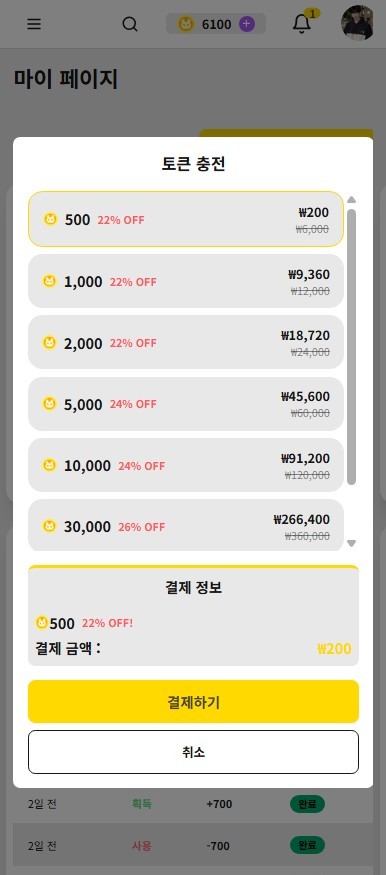 6100
1
마이 페이지
토큰 충전
500 22% OFF ₩200
₩6,000
1,000 22% OFF ₩9,360
₩12,000
2,000 22% OFF ₩18,720
₩24,000
5,000 24% OFF ₩45,600
₩60,000
10,000 24% OFF ₩91,200
₩120,000
30,000 26% OFF ₩266,400
₩360,000
결제 정보
500 22% OFF!
결제 금액 : ₩200
결제하기
취소
2일 전 획득 +700 완료
2일 전 사용 -700 완료